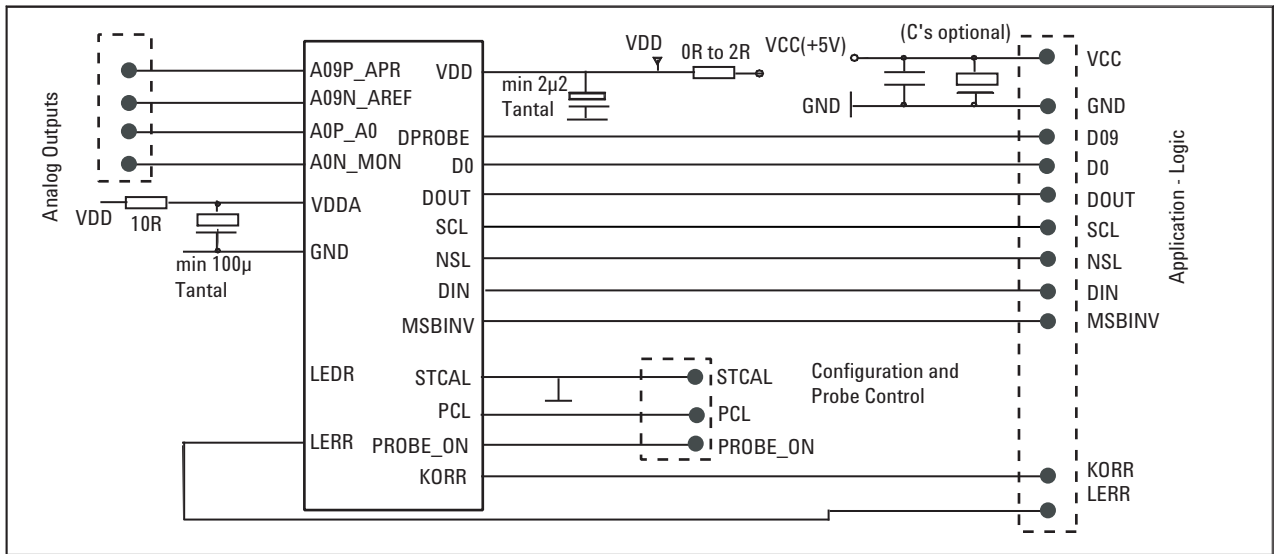 Analog Outputs
A09P_APR
A09N_AREF
A0P_A0
A0N_MON
VDD
10R
min 100µ
Tantal
VDDA
GND
LEDR
LERR
VDD
DPROBE
D0
DOUT
SCL
NSL
DIN
MSBINV
STCAL
PCL
PROBE_ON
KORR
min 2µ2
Tantal
VDD
0R to 2R
VCC(+5V)
(C's optional)
GND
STCAL
PCL
PROBE_ON
Configuration and
Probe Control
VCC
GND
D09
D0
DOUT
SCL
NSL
DIN
MSBINV
KORR
LERR
Application - Logic